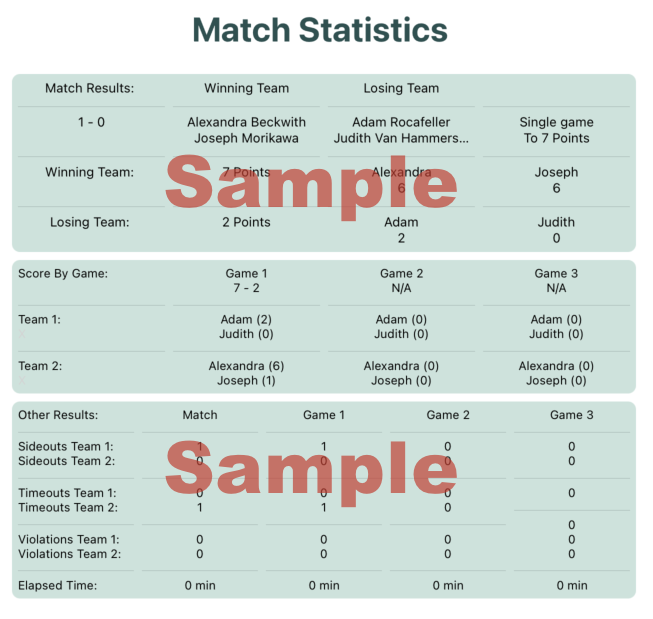 Match Statistics
Match Results: Winning Team Losing Team
1 - 0 Alexandra Beckwith Adam Rocafeller Single game
Joseph Morikawa Judith Van Hammers... To 7 Points
Winning Team: 7 Points Alexandra Joseph
6 6
Sample
Losing Team: 2 Points Adam Judith
2 0
Score By Game: Game 1 Game 2 Game 3
7 - 2 N/A N/A
Team 1: Adam (2) Adam (0) Adam (0)
Judith (0) Judith (0) Judith (0)
Team 2: Alexandra (6) Alexandra (0) Alexandra (0)
Joseph (1) Joseph (0) Joseph (0)
Other Results: Match Game 1 Game 2 Game 3
Sideouts Team 1: 1 1 0 0
Sideouts Team 2: 0 0 0 0
Sample
Timeouts Team 1: 0 0 0 0
Timeouts Team 2: 1 1 0
0
Violations Team 1: 0 0 0 0
Violations Team 2: 0 0 0 0
Elapsed Time: 0 min 0 min 0 min 0 min